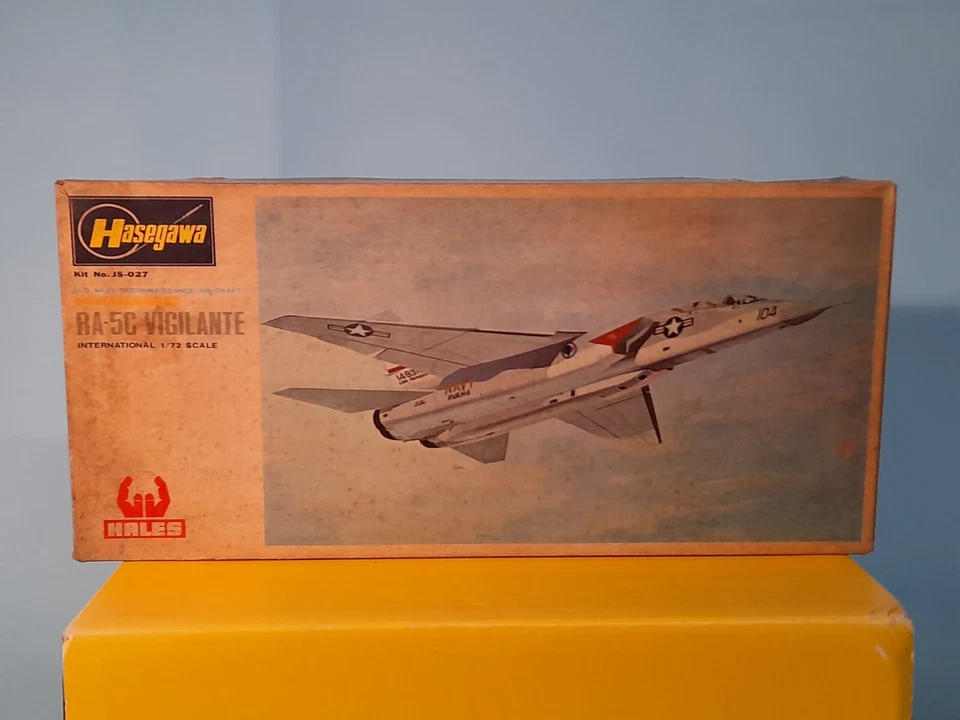 Hasegawa
Kit No. JS-027
U.S. NAVY RECONNAISSANCE AIRCRAFT
RA-5C VIGILANTE
INTERNATIONAL 1/72 SCALE
HALES
104
NAVY